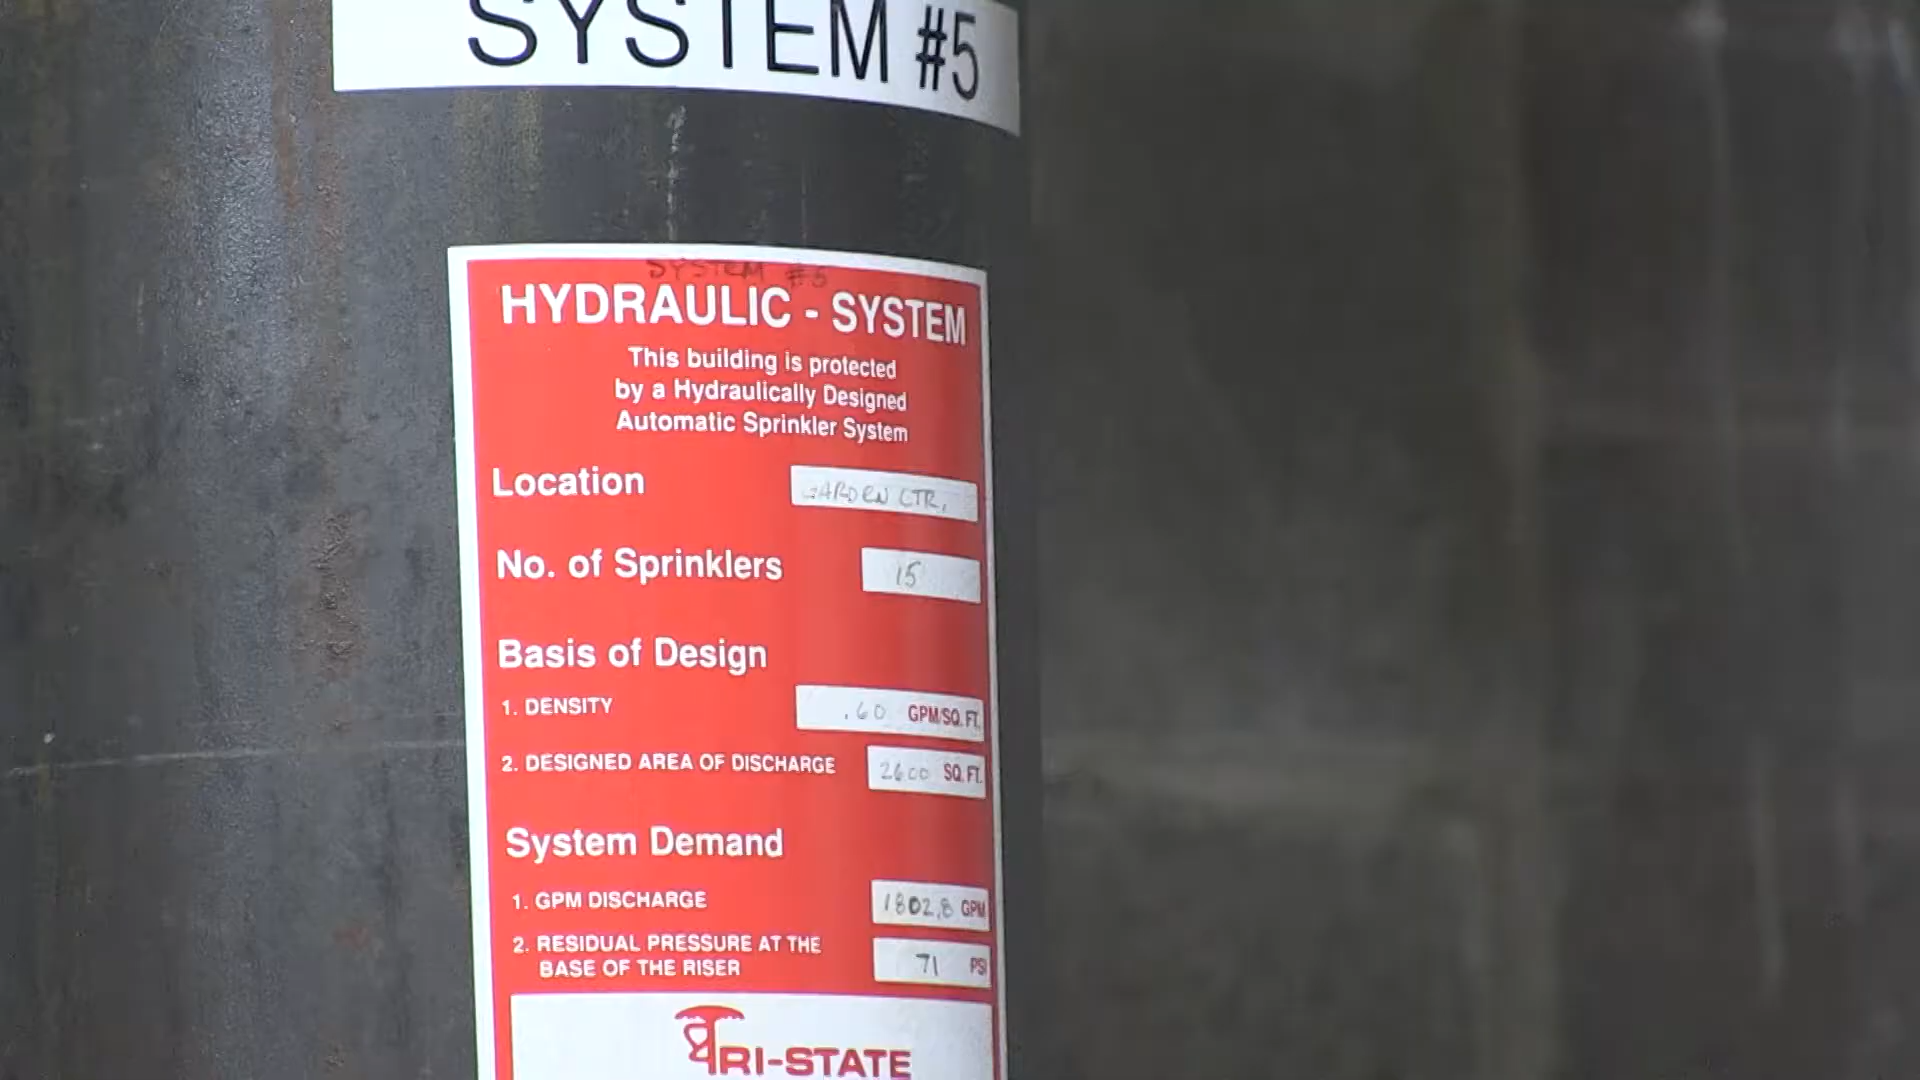 SYSTEM #5
SYSTEM #5
HYDRAULIC - SYSTEM
This building is protected
by a Hydraulically Designed
Automatic Sprinkler System
Location GARDEN CTR.
No. of Sprinklers 15
Basis of Design
1. DENSITY .60 GPM/SQ. FT.
2. DESIGNED AREA OF DISCHARGE 2600 SQ. FT.
System Demand
1. GPM DISCHARGE 1802.8 GPM
2. RESIDUAL PRESSURE AT THE
BASE OF THE RISER 71 PSI
TRI-STATE